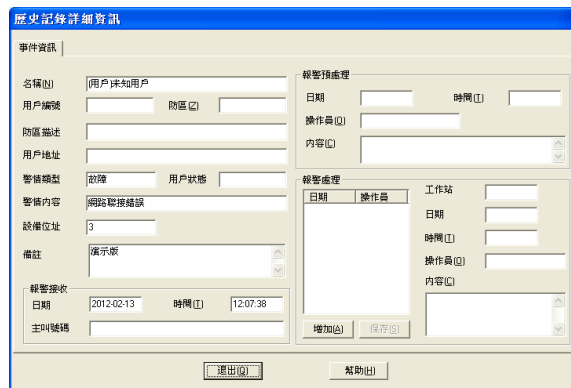 歷史記錄詳細資訊
事件資訊
名稱(N) (用戶)未知用戶
用戶編號 防區(Z)
防區描述
用戶地址
警情類型 故障 用戶狀態
警情內容 網路聯接錯誤
設備位址 3
備註 演示版
報警接收
日期 2012-02-13 時間(T) 12:07:38
主叫號碼
報警預處理
日期 時間(T)
操作員(O)
內容(C)
報警處理
日期 操作員
增加(A) 保存(S)
工作站
日期
時間(T)
操作員(O)
內容(C)
退出(Q) 幫助(H)